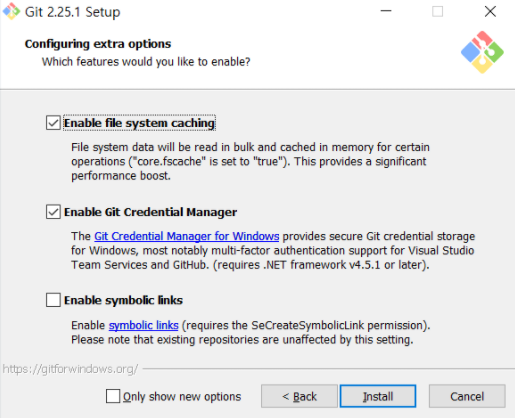 Git 2.25.1 Setup
Configuring extra options
Which features would you like to enable?
Enable file system caching
File system data will be read in bulk and cached in memory for certain
operations ("core.fscache" is set to "true"). This provides a significant
performance boost.
Enable Git Credential Manager
The Git Credential Manager for Windows provides secure Git credential storage
for Windows, most notably multi-factor authentication support for Visual Studio
Team Services and GitHub. (requires .NET framework v4.5.1 or later).
Enable symbolic links
Enable symbolic links (requires the SeCreateSymbolicLink permission).
Please note that existing repositories are unaffected by this setting.
https://gitforwindows.org/
Only show new options
< Back
Install
Cancel